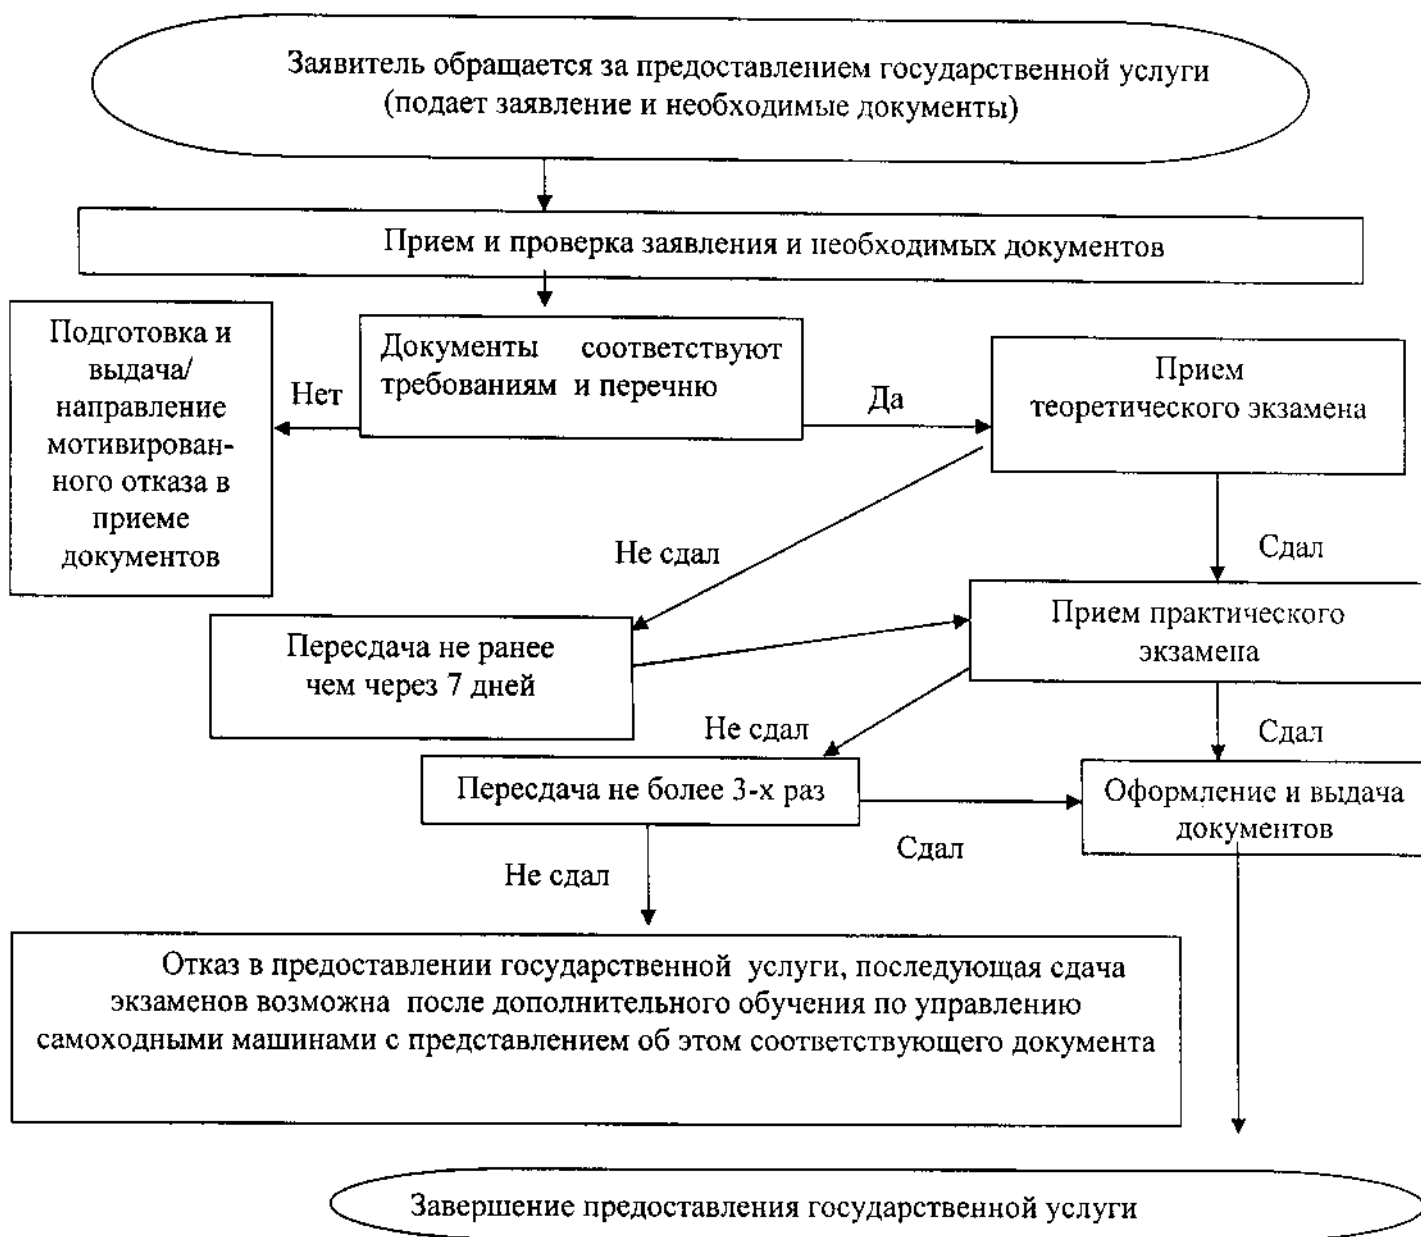 Заявитель обращается за предоставлением государственной услуги
(подает заявление и необходимые документы)
Прием и проверка заявления и необходимых документов
Подготовка и
выдача/
направление
мотивирован-
ного отказа в
приеме
документов
Нет
Документы соответствуют
требованиям и перечню
Да
Прием
теоретического экзамена
Не сдал
Сдал
Пересдача не ранее
чем через 7 дней
Прием практического
экзамена
Не сдал
Сдал
Пересдача не более 3-х раз
Оформление и выдача
документов
Сдал
Не сдал
Отказ в предоставлении государственной услуги, последующая сдача
экзаменов возможна после дополнительного обучения по управлению
самоходными машинами с представлением об этом соответствующего документа
Завершение предоставления государственной услуги